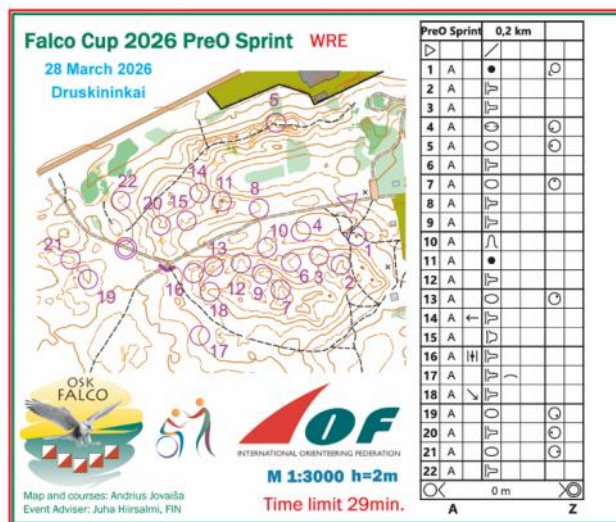 Falco Cup 2026 PreO Sprint WRE
28 March 2026
Druskininkai
5
22
14
11
20
15
8
4
1
10
21
13
19
16
12
9
7
6
3
2
18
17
OSK
FALCO
IOF
INTERNATIONAL ORIENTEERING FEDERATION
M 1:3000 h=2m
Map and courses: Andrius Jovaiša
Event Adviser: Juha Hiirsalmi, FIN
Time limit 29min.
PreO Sprint 0,2 km
1 A
2 A
3 A
4 A
5 A
6 A
7 A
8 A
9 A
10 A
11 A
12 A
13 A
14 A
15 A
16 A
17 A
18 A
19 A
20 A
21 A
22 A
0 m
A Z